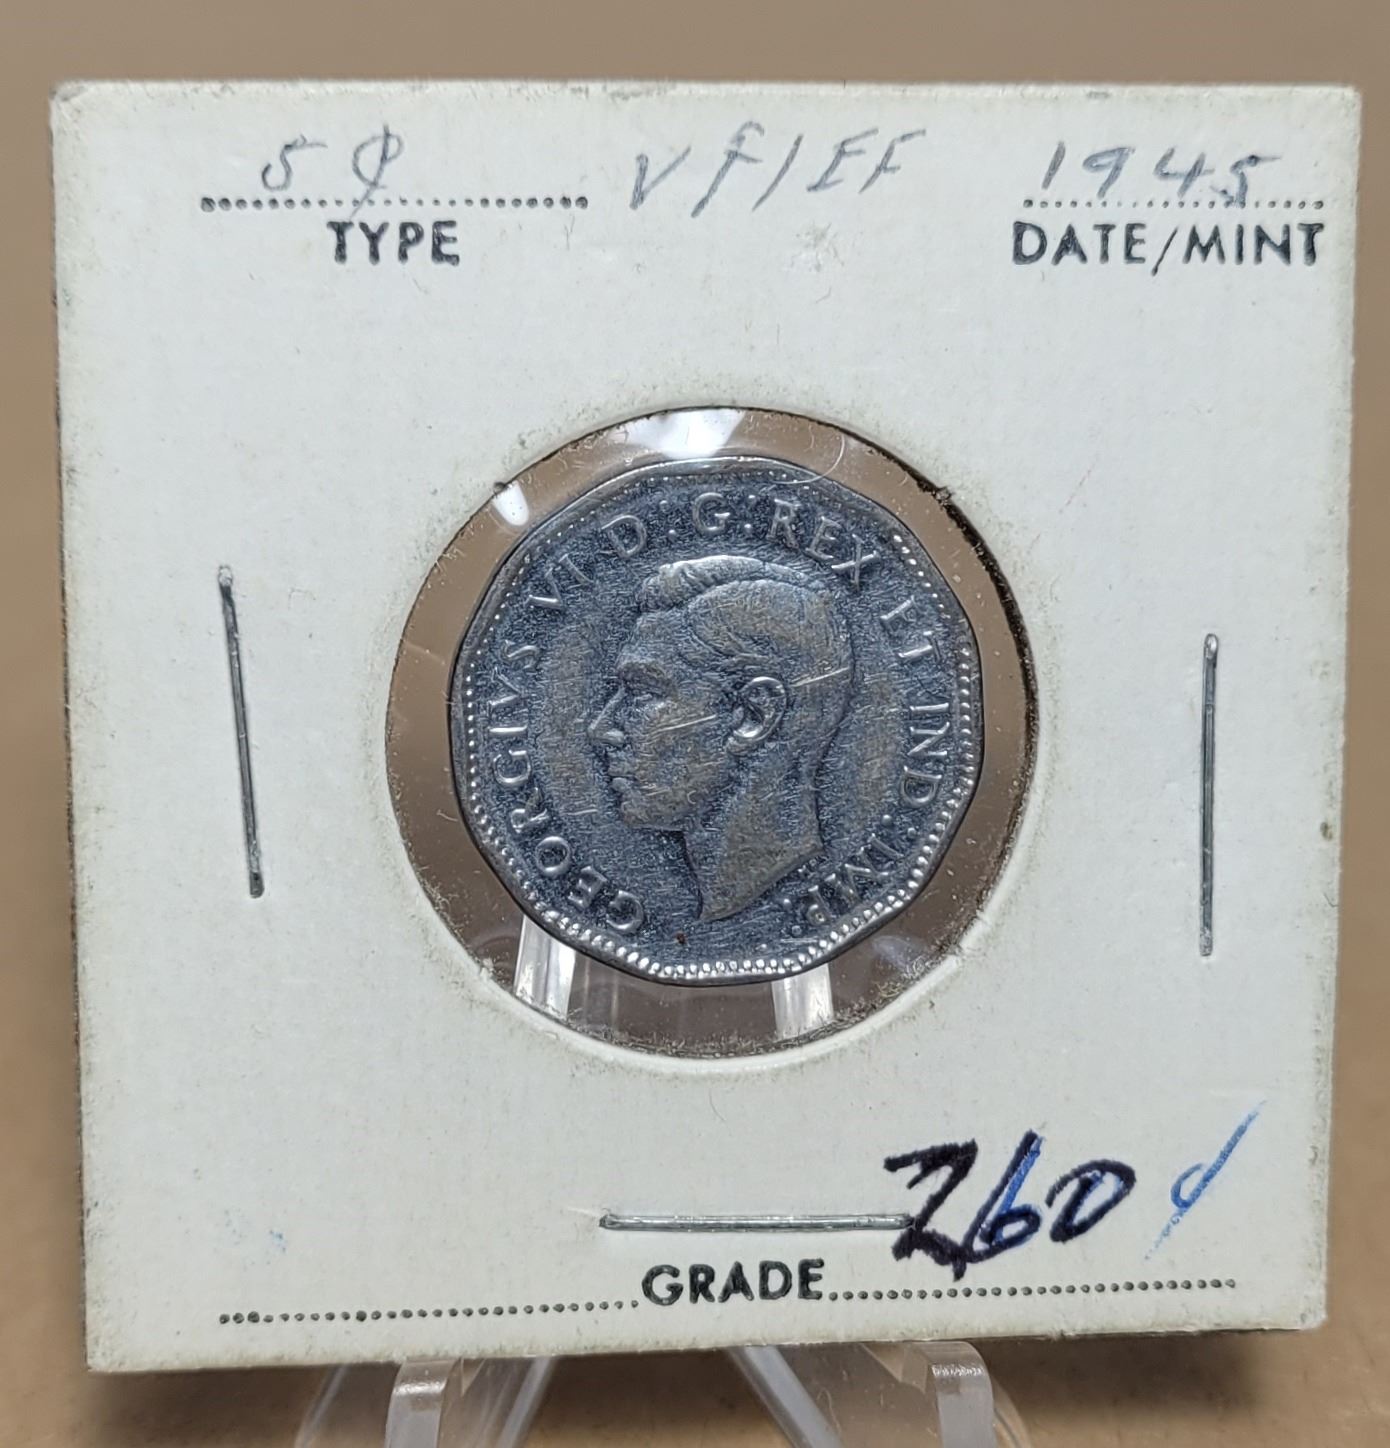 5¢ VF/EF 1945
TYPE DATE/MINT
GEORGIVS VI D:G:REX ET IND:IMP:
260¢
GRADE